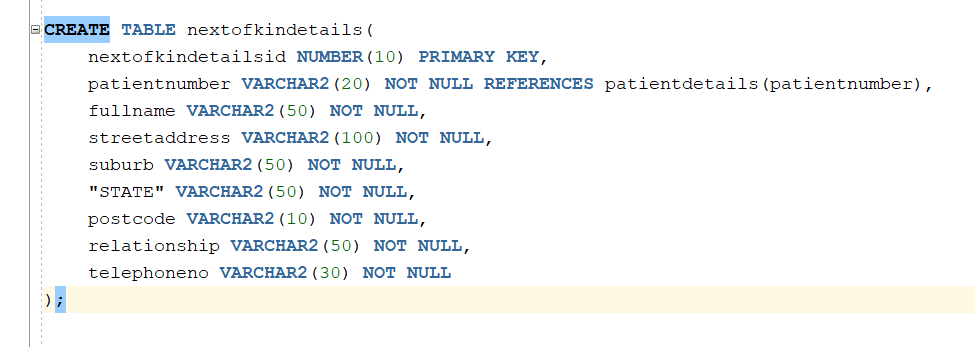 CREATE TABLE nextofkindetails(
nextofkindetailsid NUMBER(10) PRIMARY KEY,
patientnumber VARCHAR2(20) NOT NULL REFERENCES patientdetails(patientnumber),
fullname VARCHAR2(50) NOT NULL,
streetaddress VARCHAR2(100) NOT NULL,
suburb VARCHAR2(50) NOT NULL,
"STATE" VARCHAR2(50) NOT NULL,
postcode VARCHAR2(10) NOT NULL,
relationship VARCHAR2(50) NOT NULL,
telephoneno VARCHAR2(30) NOT NULL
);